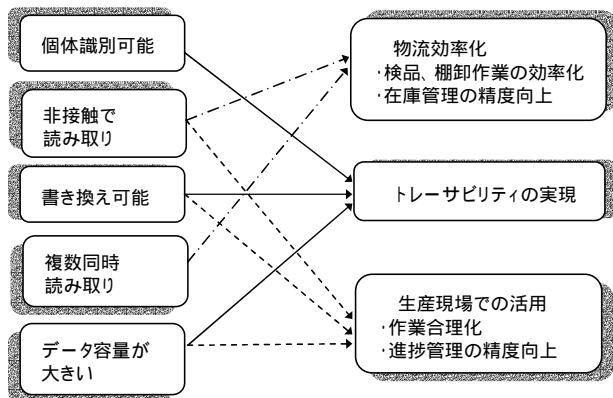 個体識別可能
非接触で
読み取り
書き換え可能
複数同時
読み取り
データ容量が
大きい
物流効率化
・検品、棚卸作業の効率化
・在庫管理の精度向上
トレーサビリティの実現
生産現場での活用
・作業合理化
・進捗管理の精度向上